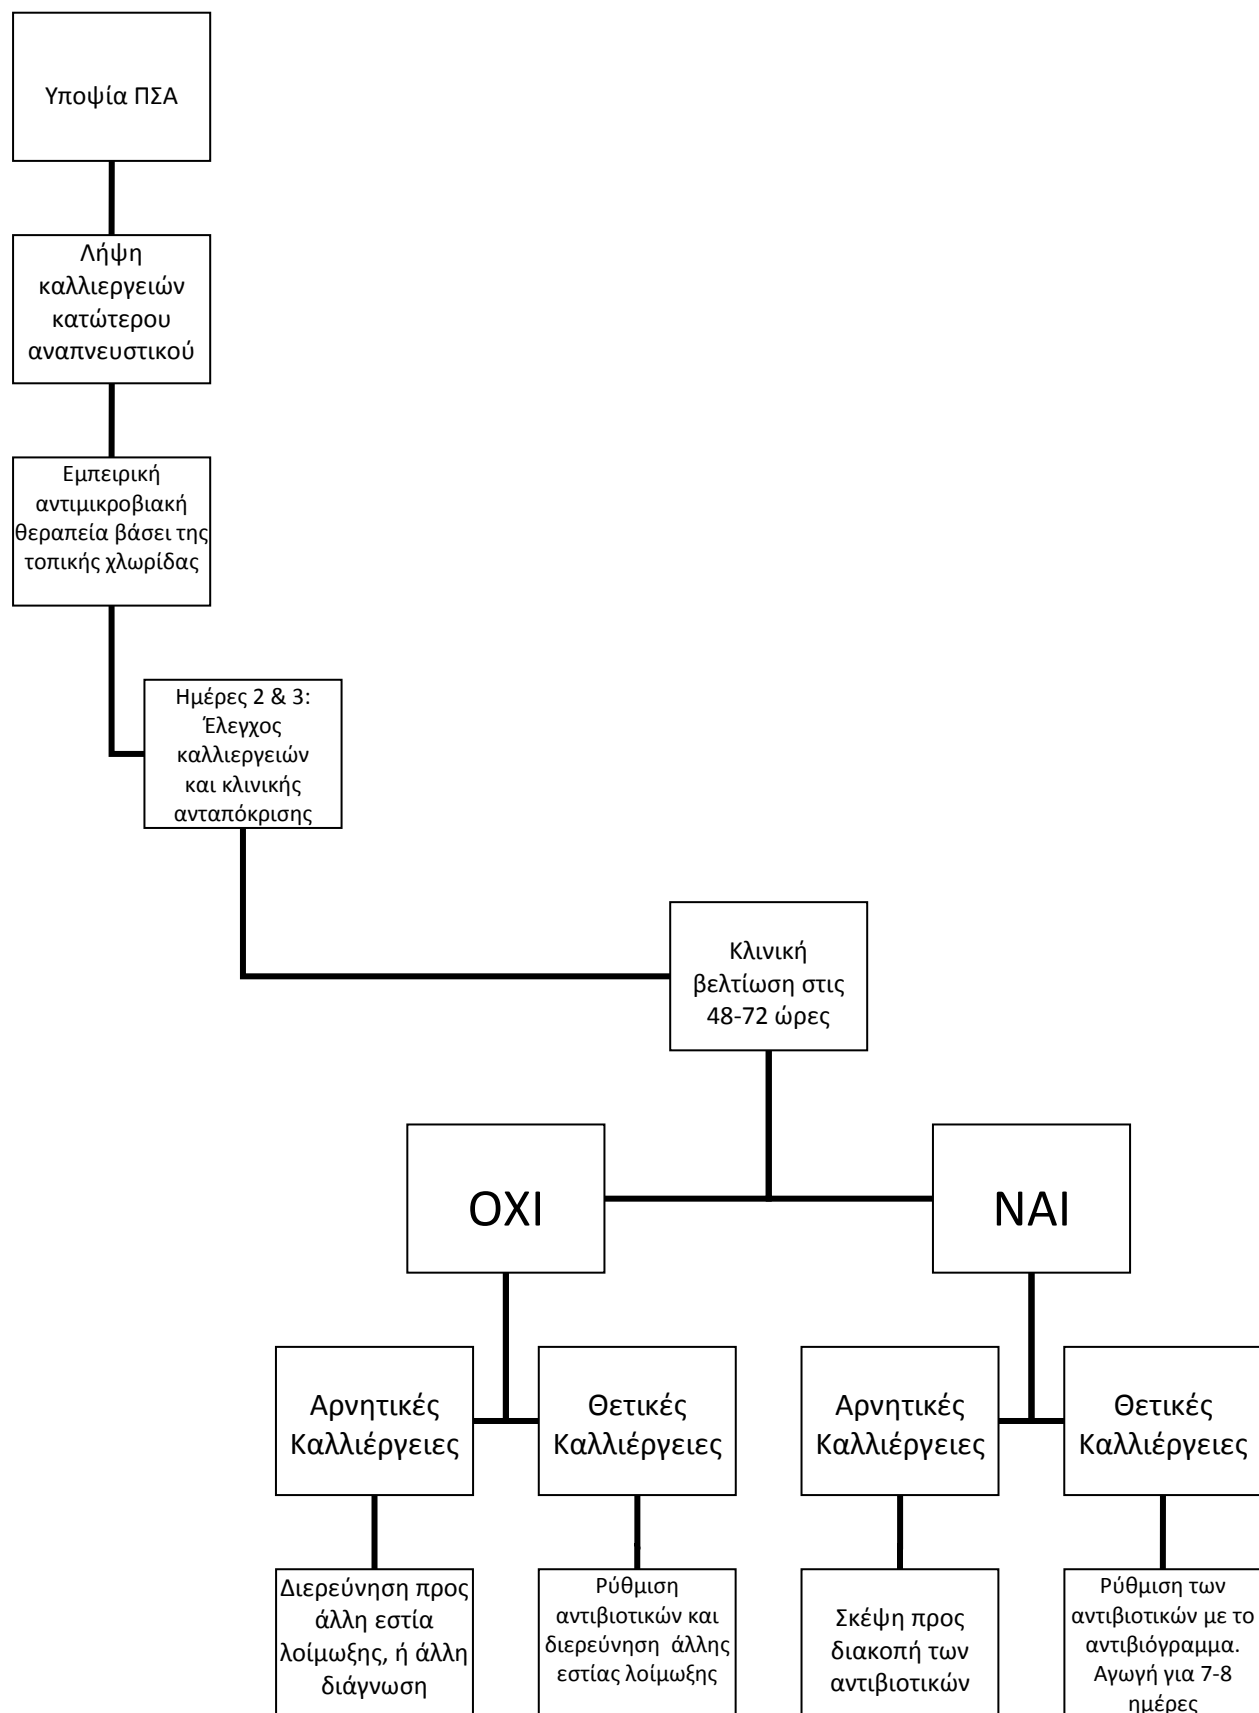 Υποψία ΠΣΑ
Λήψη
καλλιεργειών
κατώτερου
αναπνευστικού
Εμπειρική
αντιμικροβιακή
θεραπεία βάσει της
τοπικής χλωρίδας
Ημέρες 2 & 3:
Έλεγχος
καλλιεργειών
και κλινικής
ανταπόκρισης
Κλινική
βελτίωση στις
48-72 ώρες
ΟΧΙ
ΝΑΙ
Αρνητικές
Καλλιέργειες
Θετικές
Καλλιέργειες
Αρνητικές
Καλλιέργειες
Θετικές
Καλλιέργειες
Διερεύνηση προς
άλλη εστία
λοίμωξης, ή άλλη
διάγνωση
Ρύθμιση
αντιβιοτικών και
διερεύνηση άλλης
εστίας λοίμωξης
Σκέψη προς
διακοπή των
αντιβιοτικών
Ρύθμιση των
αντιβιοτικών με το
αντιβιόγραμμα.
Αγωγή για 7-8
ημέρες